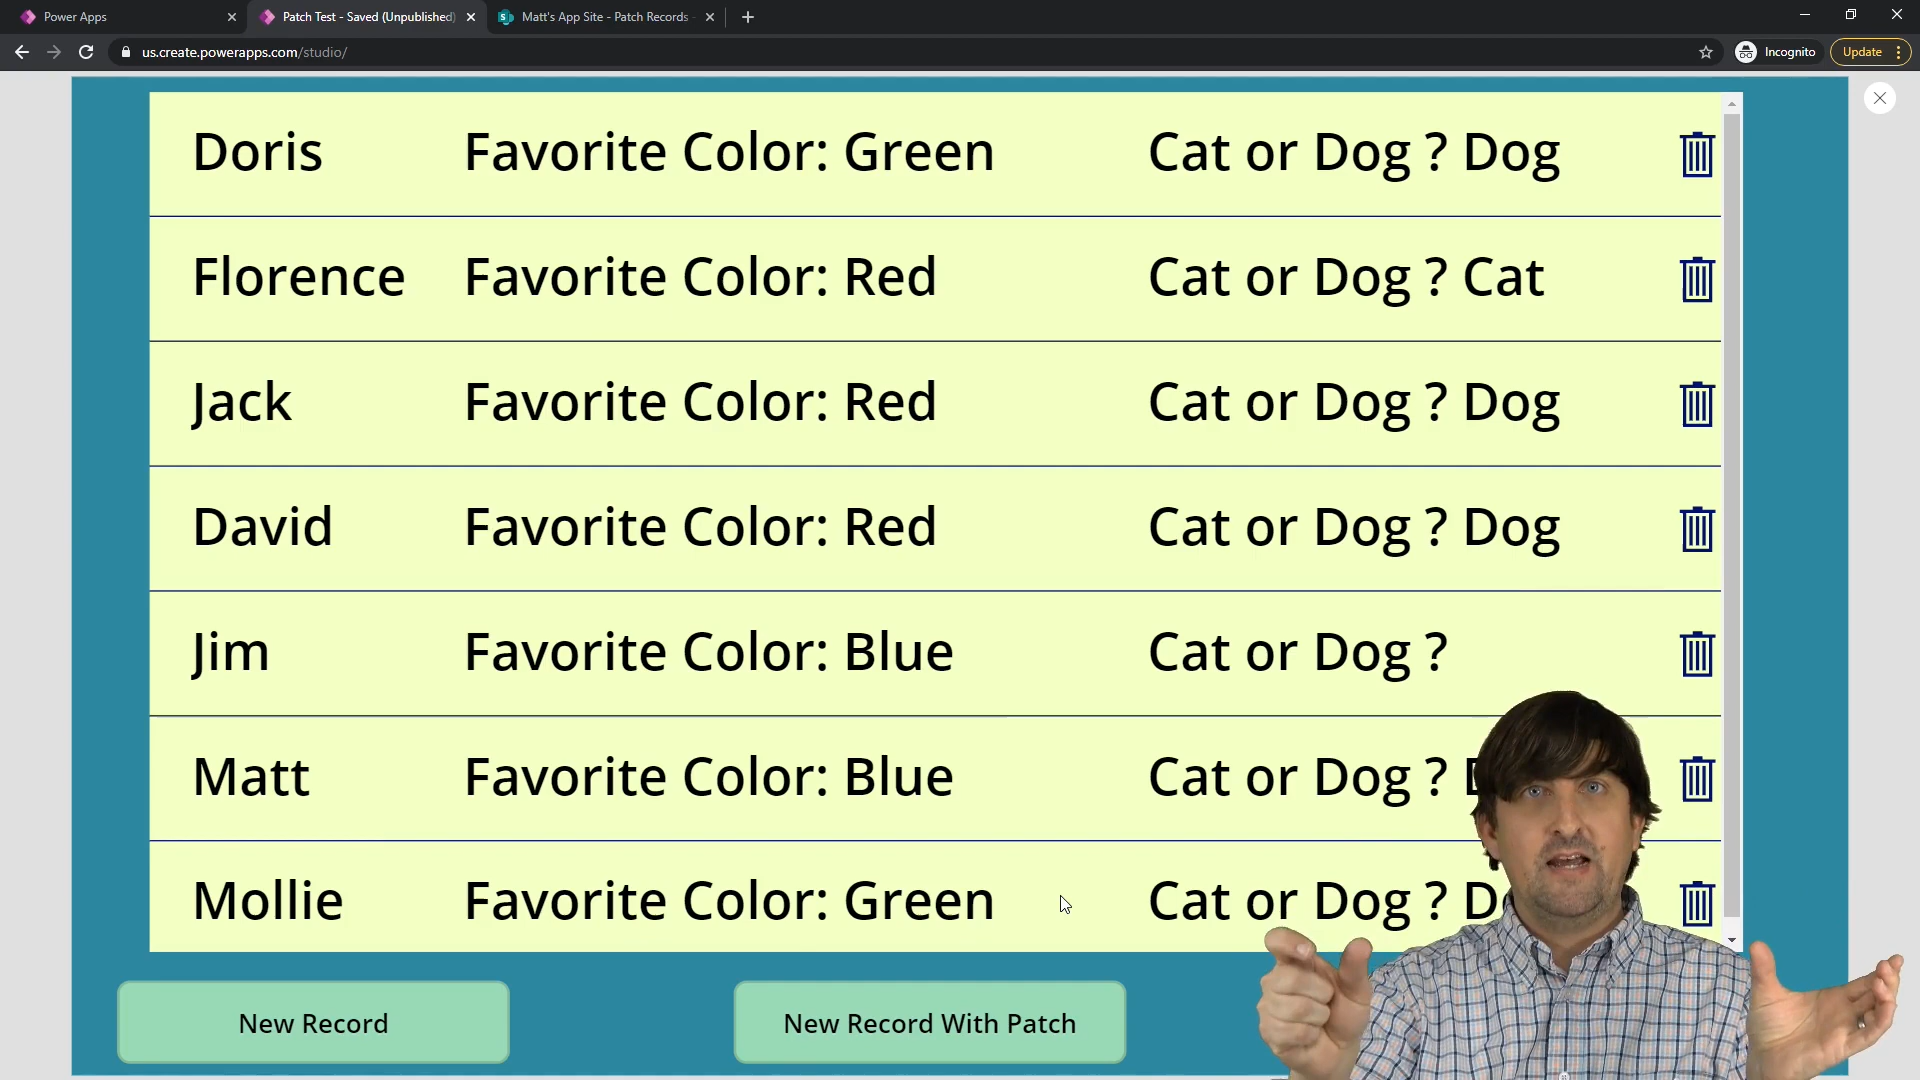 Power Apps
Patch Test - Saved (Unpublished)
Matt's App Site - Patch Records -
us.create.powerapps.com/studio/
Incognito
Update
Doris Favorite Color: Green Cat or Dog ? Dog
Florence Favorite Color: Red Cat or Dog ? Cat
Jack Favorite Color: Red Cat or Dog ? Dog
David Favorite Color: Red Cat or Dog ? Dog
Jim Favorite Color: Blue Cat or Dog ?
Matt Favorite Color: Blue Cat or Dog ?
Mollie Favorite Color: Green Cat or Dog ?
New Record
New Record With Patch